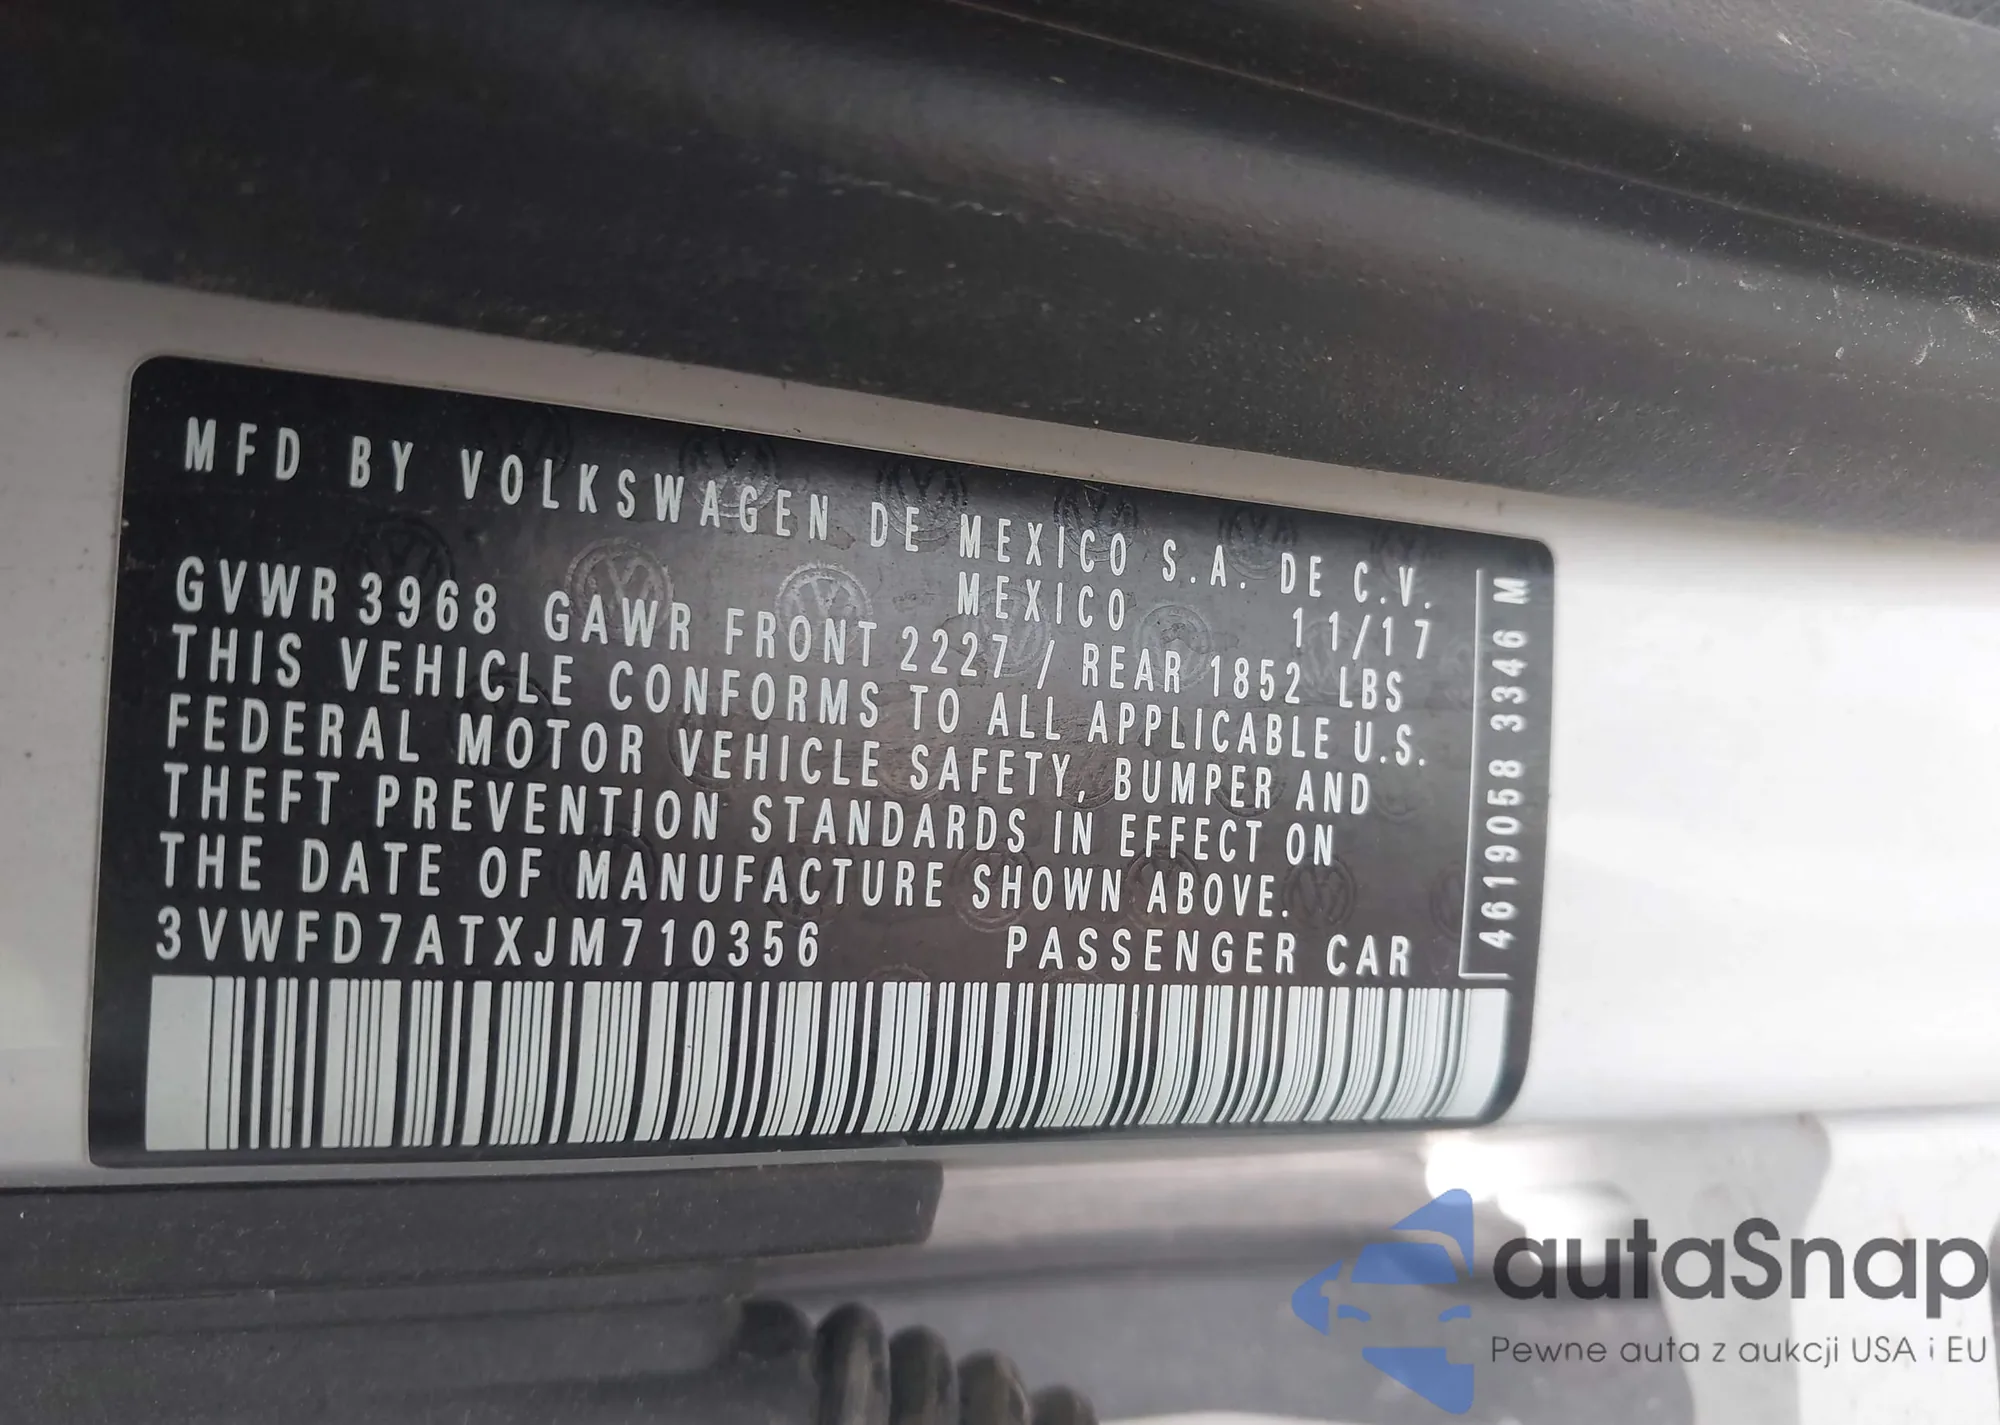 MFD BY VOLKSWAGEN DE MEXICO S.A. DE C.V.
MEXICO 11/17
GVWR 3968 GAWR FRONT 2227 / REAR 1852 LBS
THIS VEHICLE CONFORMS TO ALL APPLICABLE U.S.
FEDERAL MOTOR VEHICLE SAFETY, BUMPER AND
THEFT PREVENTION STANDARDS IN EFFECT ON
THE DATE OF MANUFACTURE SHOWN ABOVE.
3VWFD7ATXJM710356 PASSENGER CAR
4619058 3346 M
autaSnap
Pewne auta z aukcji USA i EU